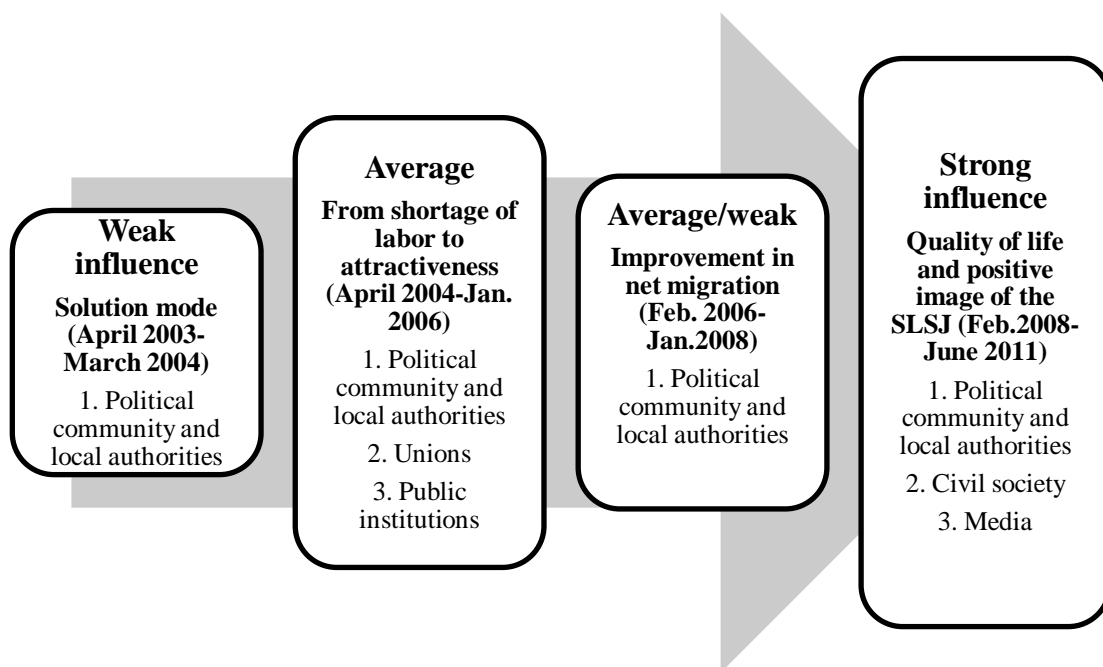 Weak
influence
Solution mode
(April 2003-
March 2004)
1. Political
community and
local authorities
Average
From shortage of
labor to
attractiveness
(April 2004-Jan.
2006)
1. Political
community and
local authorities
2. Unions
3. Public
institutions
Average/weak
Improvement in
net migration
(Feb. 2006-
Jan.2008)
1. Political
community and
local authorities
Strong
influence
Quality of life
and positive
image of the
SLSJ (Feb.2008-
June 2011)
1. Political
community and
local authorities
2. Civil society
3. Media